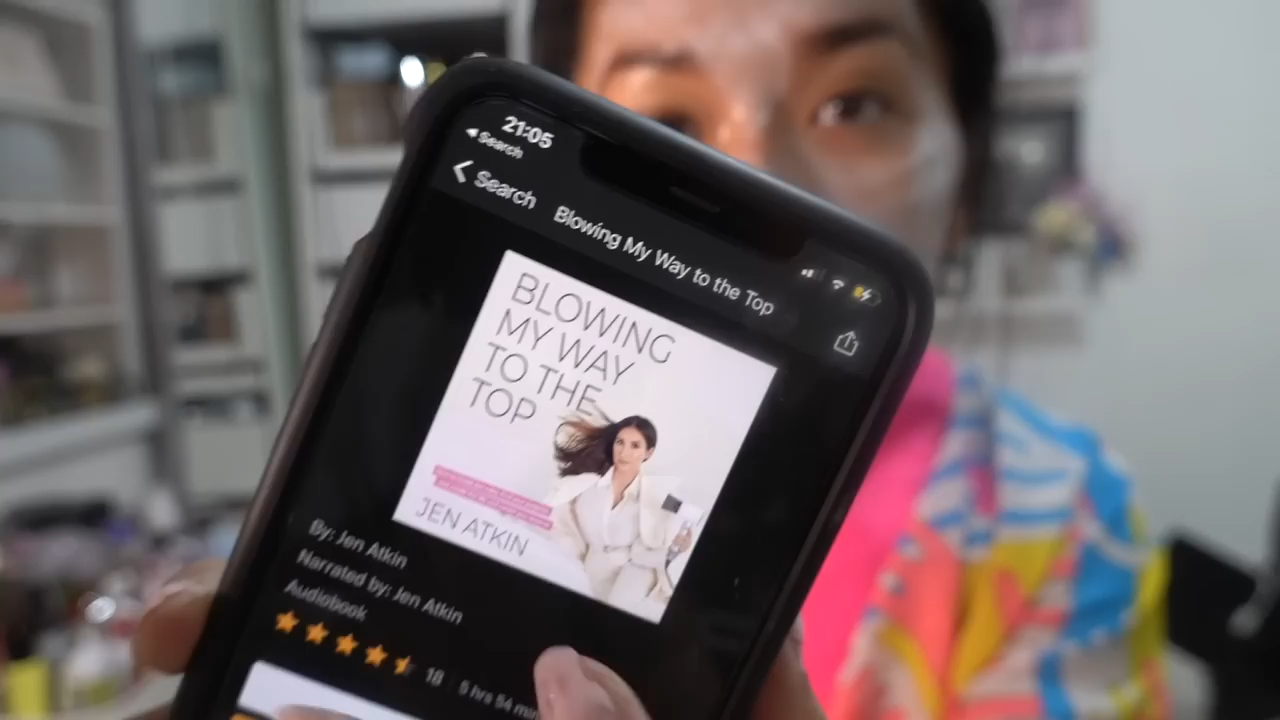 21:05
Search
Search
Blowing My Way to the Top
BLOWING
MY WAY
TO THE
TOP
JEN ATKIN
By: Jen Atkin
Narrated by: Jen Atkin
Audiobook
18 5 hrs 54 min